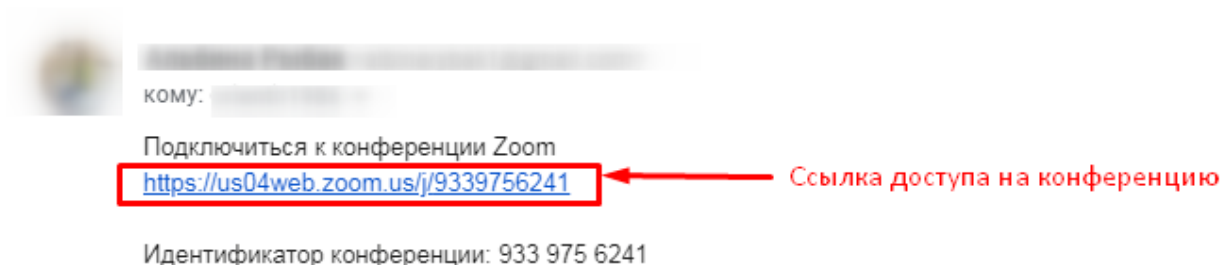 кому:
Подключиться к конференции Zoom
https://us04web.zoom.us/j/9339756241
Ссылка доступа на конференцию
Идентификатор конференции: 933 975 6241